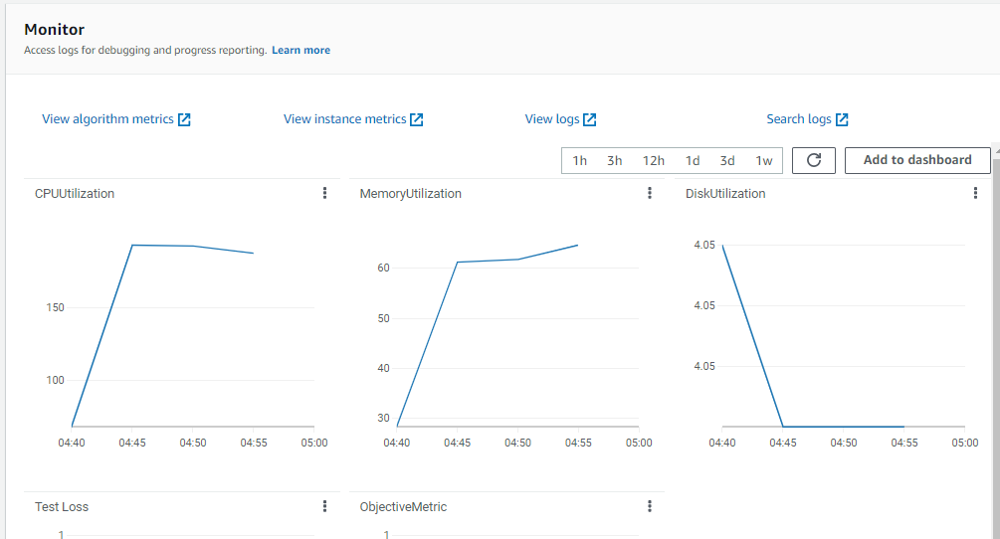 Monitor
Access logs for debugging and progress reporting. Learn more
View algorithm metrics
View instance metrics
View logs
Search logs
1h 3h 12h 1d 3d 1w
Add to dashboard
CPUUtilization
150
100
04:40 04:45 04:50 04:55 05:00
MemoryUtilization
60
50
40
30
04:40 04:45 04:50 04:55 05:00
DiskUtilization
4.05
4.05
4.05
04:40 04:45 04:50 04:55 05:00
Test Loss
1
ObjectiveMetric
1